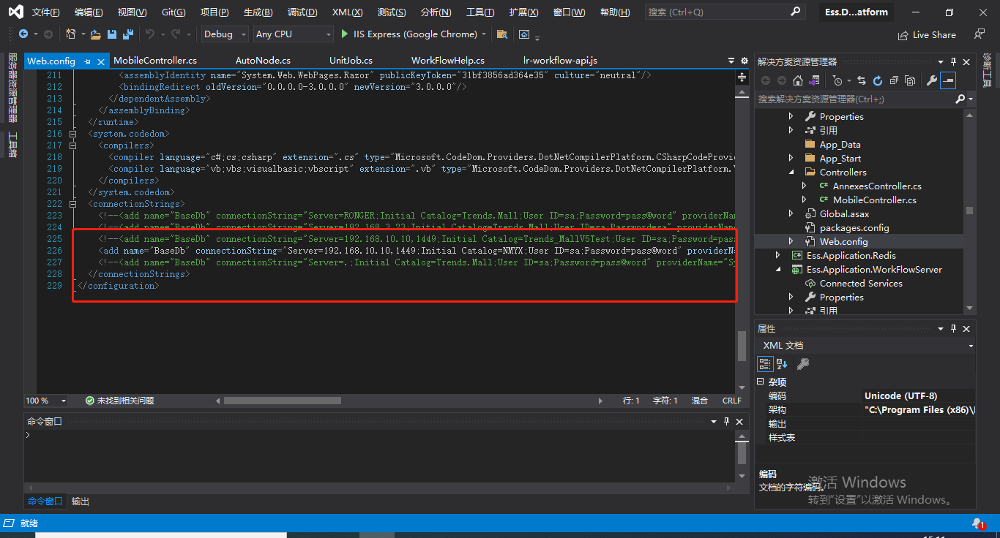 文件(F) 编辑(E) 视图(V) Git(G) 项目(P) 生成(B) 调试(D) XML(X) 测试(S) 分析(N) 工具(T) 扩展(X) 窗口(W) 帮助(H) 搜索 (Ctrl+Q) Ess.D...atform
Debug Any CPU IIS Express (Google Chrome) Live Share
服务器资源管理器
工具箱
Web.config MobileController.cs AutoNode.cs UnitJob.cs WorkFlowHelp.cs lr-workflow-api.js
211 <assemblyIdentity name="System.Web.WebPages.Razor" publicKeyToken="31bf3856ad364e35" culture="neutral"/>
212 <bindingRedirect oldVersion="0.0.0.0-3.0.0.0" newVersion="3.0.0.0"/>
213 </dependentAssembly>
214 </assemblyBinding>
215 </runtime>
216 <system.codedom>
217 <compilers>
218 <compiler language="c#;cs;csharp" extension=".cs" type="Microsoft.CodeDom.Providers.DotNetCompilerPlatform.CSharpCodeProvi
219 <compiler language="vb;vbs;visualbasic;vbscript" extension=".vb" type="Microsoft.CodeDom.Providers.DotNetCompilerPlatform.
220 </compilers>
221 </system.codedom>
222 <connectionStrings>
223 <!--<add name="BaseDb" connectionString="Server=RONGER;Initial Catalog=Trends.Mall;User ID=sa;Password=pass@word" providerNam
224 <!--<add name="BaseDb" connectionString="Server=192.168.3.23;Initial Catalog=Trends.Mall;User ID=sa;Password=pass@word" providerName
225 <!--<add name="BaseDb" connectionString="Server=192.168.10.10,1449;Initial Catalog=Trends_MallV5Test;User ID=sa;Password=pas
226 <add name="BaseDb" connectionString="Server=192.168.10.10,1449;Initial Catalog=NMYX;User ID=sa;Password=pass@word" providerN
227 <!--<add name="BaseDb" connectionString="Server=.;Initial Catalog=Trends.Mall;User ID=sa;Password=pass@word" providerName="Sy
228 </connectionStrings>
229 </configuration>
100 % 未找到相关问题 行: 1 字符: 1 混合 CRLF
命令窗口
>
命令窗口 输出
就绪
解决方案资源管理器
搜索解决方案资源管理器(Ctrl+;)
Properties
引用
App_Data
App_Start
Controllers
C# AnnexesController.cs
C# MobileController.cs
Global.asax
packages.config
Web.config
C# Ess.Application.Redis
Ess.Application.WorkFlowServer
Connected Services
Properties
引用
属性
XML 文档
杂项
编码 Unicode (UTF-8)
架构 "C:\Program Files (x86)\
输出
样式表
编码
文档的字符编码。
激活 Windows
转到"设置"以激活 Windows。
诊断工具
1